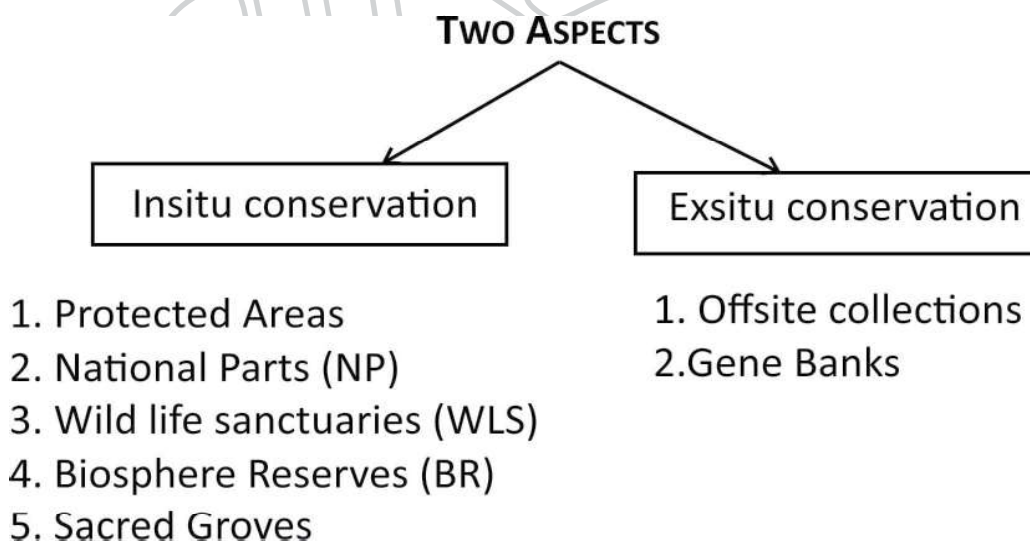 TWO ASPECTS
Insitu conservation
1. Protected Areas
2. National Parts (NP)
3. Wild life sanctuaries (WLS)
4. Biosphere Reserves (BR)
5. Sacred Groves
Exsitu conservation
1. Offsite collections
2.Gene Banks